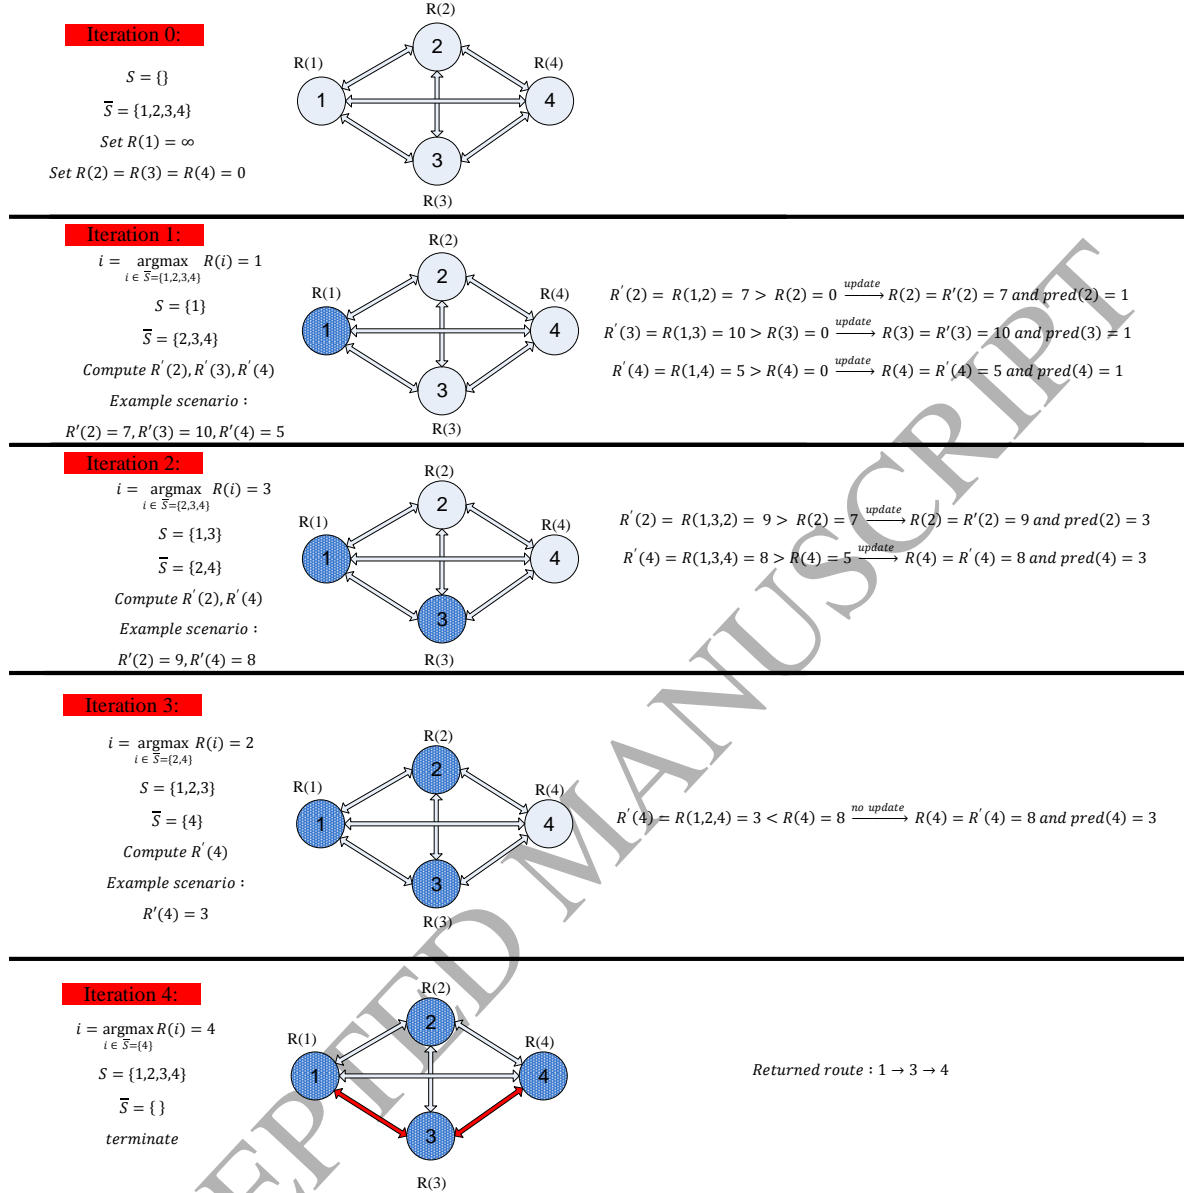 Iteration 0:
S = {}
S̅ = {1,2,3,4}
Set R(1) = ∞
Set R(2) = R(3) = R(4) = 0
R(2)
R(1)
R(4)
2
1
4
3
R(3)
Iteration 1:
i = argmax R(i) = 1
i ∈ S̅={1,2,3,4}
S = {1}
S̅ = {2,3,4}
Compute R′(2), R′(3), R′(4)
Example scenario :
R′(2) = 7, R′(3) = 10, R′(4) = 5
R(2)
R(1)
R(4)
2
1
4
3
R(3)
R′(2) = R(1,2) = 7 > R(2) = 0 update→ R(2) = R′(2) = 7 and pred(2) = 1
R′(3) = R(1,3) = 10 > R(3) = 0 update→ R(3) = R′(3) = 10 and pred(3) = 1
R′(4) = R(1,4) = 5 > R(4) = 0 update→ R(4) = R′(4) = 5 and pred(4) = 1
Iteration 2:
i = argmax R(i) = 3
i ∈ S̅={2,3,4}
S = {1,3}
S̅ = {2,4}
Compute R′(2), R′(4)
Example scenario :
R′(2) = 9, R′(4) = 8
R(2)
R(1)
R(4)
2
1
4
3
R(3)
R′(2) = R(1,3,2) = 9 > R(2) = 7 update→ R(2) = R′(2) = 9 and pred(2) = 3
R′(4) = R(1,3,4) = 8 > R(4) = 5 update→ R(4) = R′(4) = 8 and pred(4) = 3
Iteration 3:
i = argmax R(i) = 2
i ∈ S̅={2,4}
S = {1,2,3}
S̅ = {4}
Compute R′(4)
Example scenario :
R′(4) = 3
R(2)
R(1)
R(4)
2
1
4
3
R(3)
R′(4) = R(1,2,4) = 3 < R(4) = 8 no update→ R(4) = R′(4) = 8 and pred(4) = 3
Iteration 4:
i = argmax R(i) = 4
i ∈ S̅={4}
S = {1,2,3,4}
S̅ = { }
terminate
R(2)
R(1)
R(4)
2
1
4
3
R(3)
Returned route : 1 → 3 → 4
EPTED MANUSCRIPT